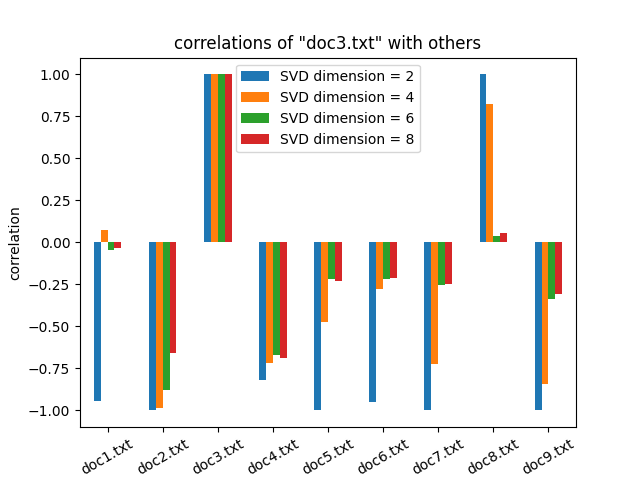 correlations of "doc3.txt" with others
SVD dimension = 2
SVD dimension = 4
SVD dimension = 6
SVD dimension = 8
correlation
1.00
0.75
0.50
0.25
0.00
−0.25
−0.50
−0.75
−1.00
doc1.txt
doc2.txt
doc3.txt
doc4.txt
doc5.txt
doc6.txt
doc7.txt
doc8.txt
doc9.txt